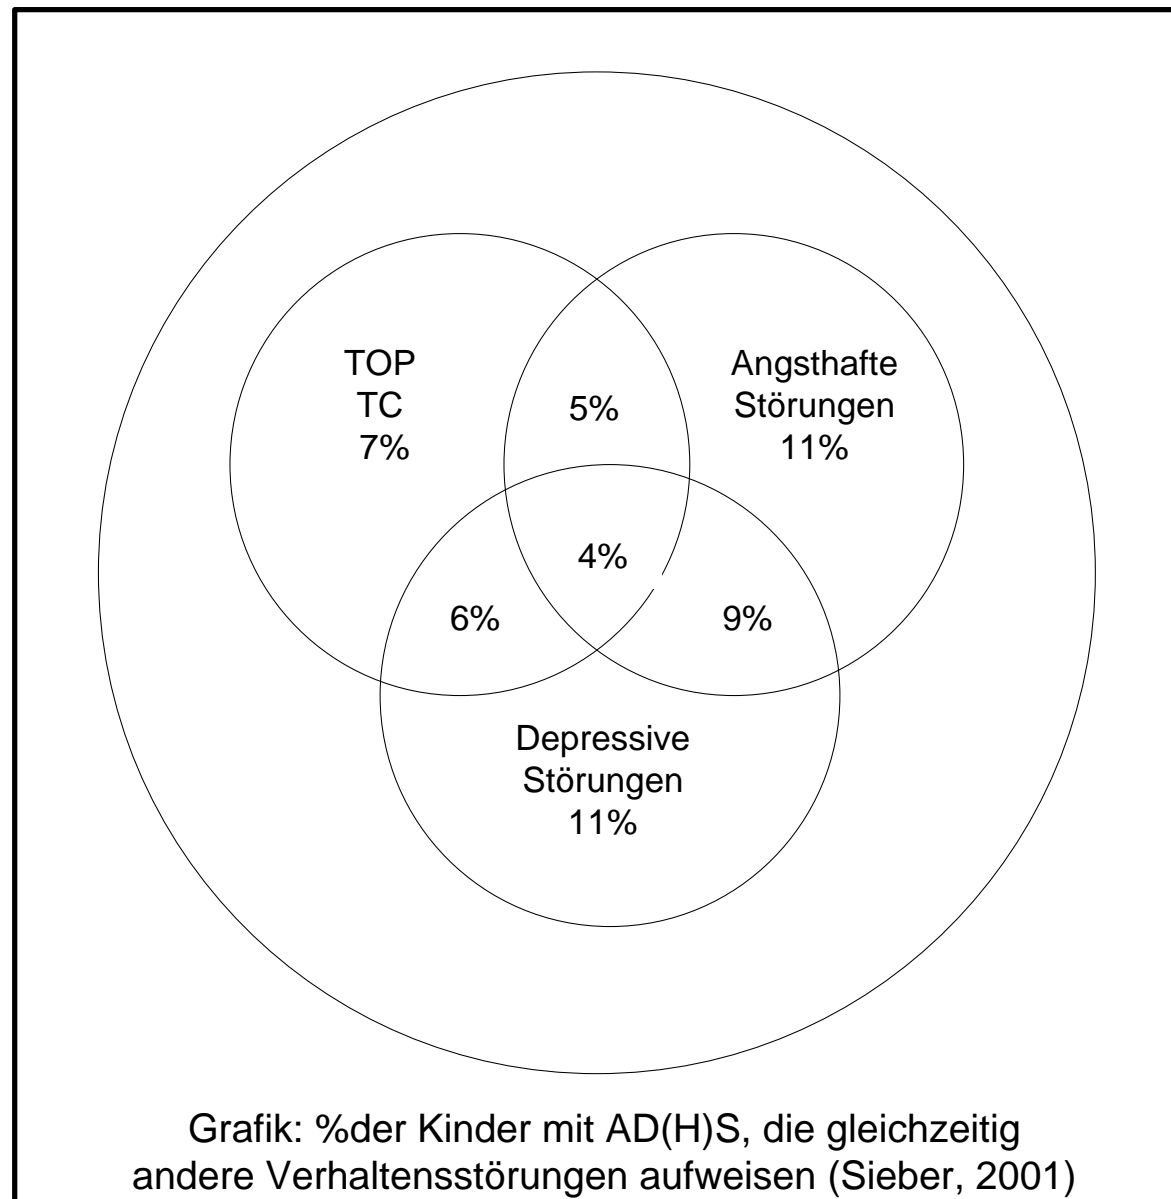 TOP
TC
7%
5%
Angsthafte
Störungen
11%
4%
6%
9%
Depressive
Störungen
11%
Grafik: %der Kinder mit AD(H)S, die gleichzeitig
andere Verhaltensstörungen aufweisen (Sieber, 2001)